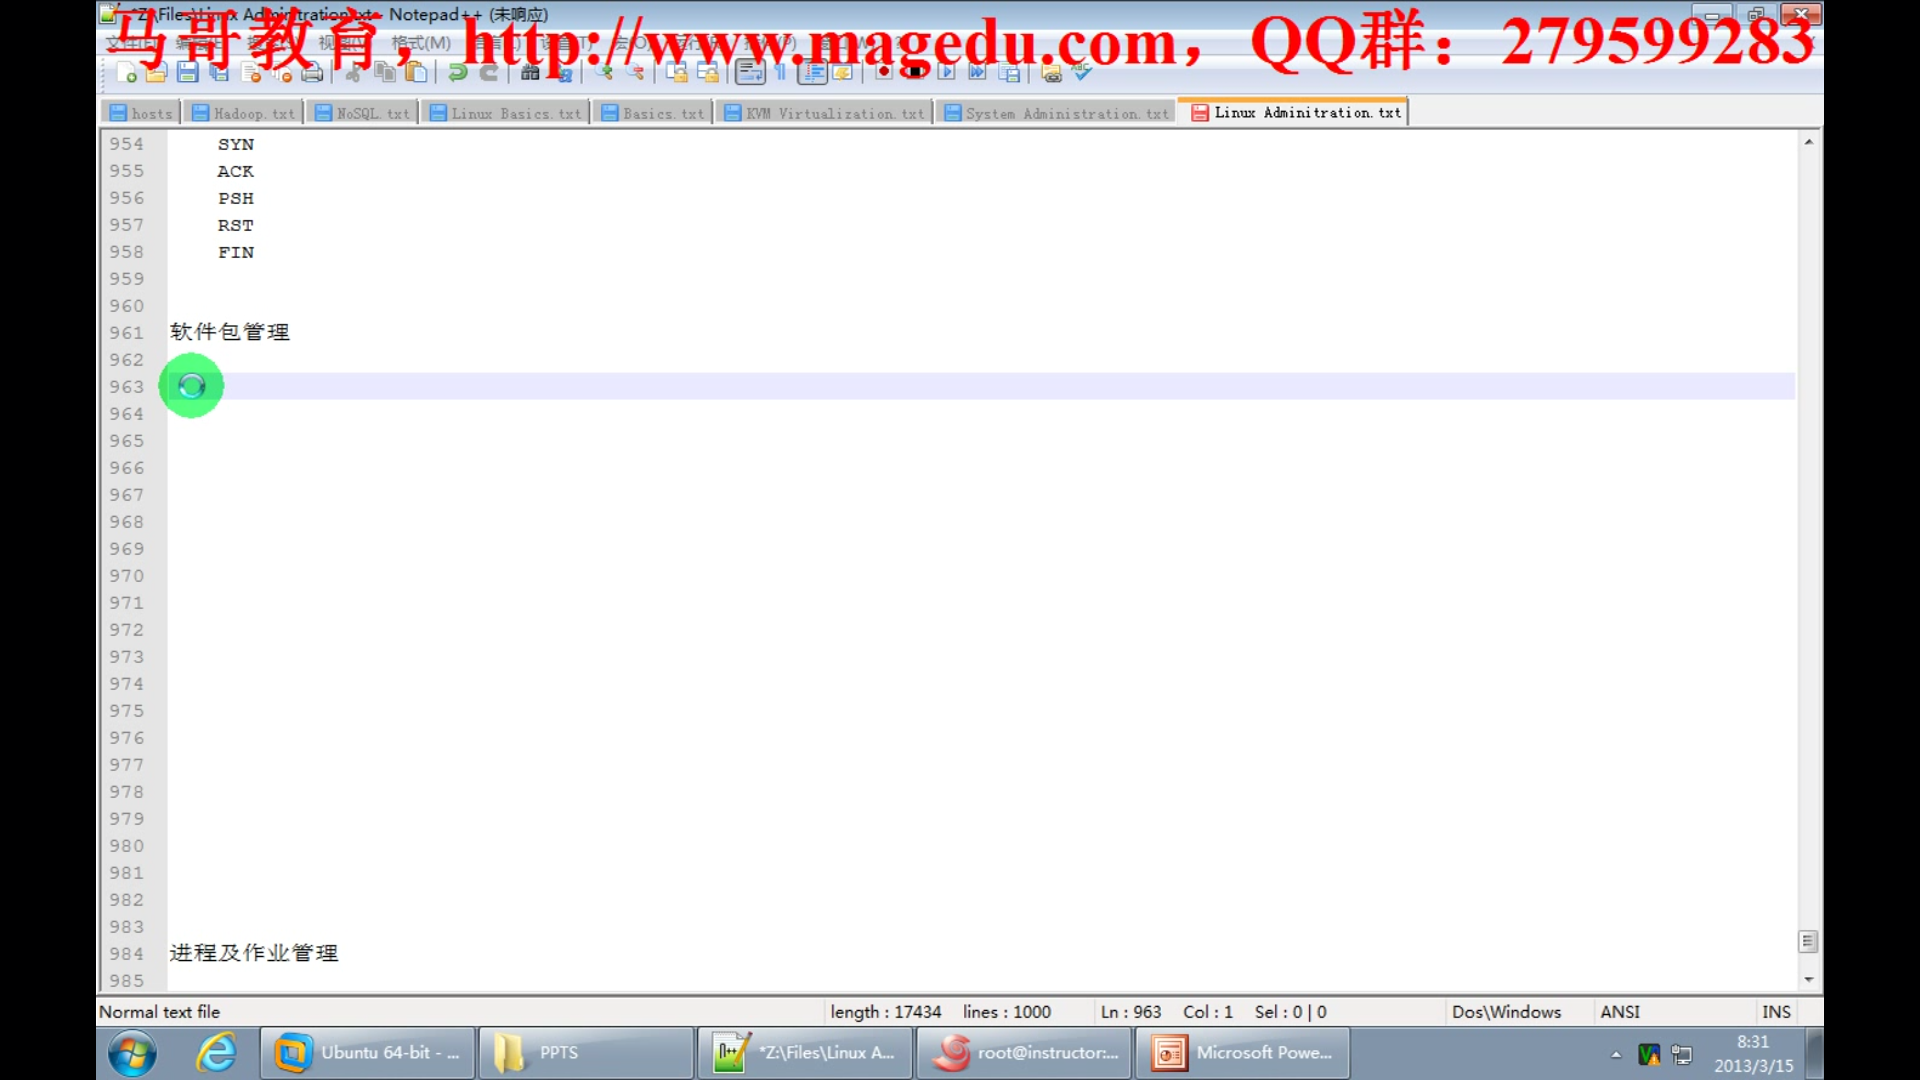 *Z:\Files\Linux Adminitration.txt - Notepad++ (未响应)
马哥教育，http://www.magedu.com，QQ群：279599283
格式(M)
hosts Hadoop.txt NoSQL.txt Linux Basics.txt Basics.txt KVM Virtualization.txt System Administration.txt Linux Adminitration.txt
954 SYN
955 ACK
956 PSH
957 RST
958 FIN
959
960
961 软件包管理
962
963
964
965
966
967
968
969
970
971
972
973
974
975
976
977
978
979
980
981
982
983
984 进程及作业管理
985
Normal text file length : 17434 lines : 1000 Ln : 963 Col : 1 Sel : 0 | 0 Dos\Windows ANSI INS
Ubuntu 64-bit - ... PPTS *Z:\Files\Linux A... root@instructor:... Microsoft Powe... 8:31
2013/3/15